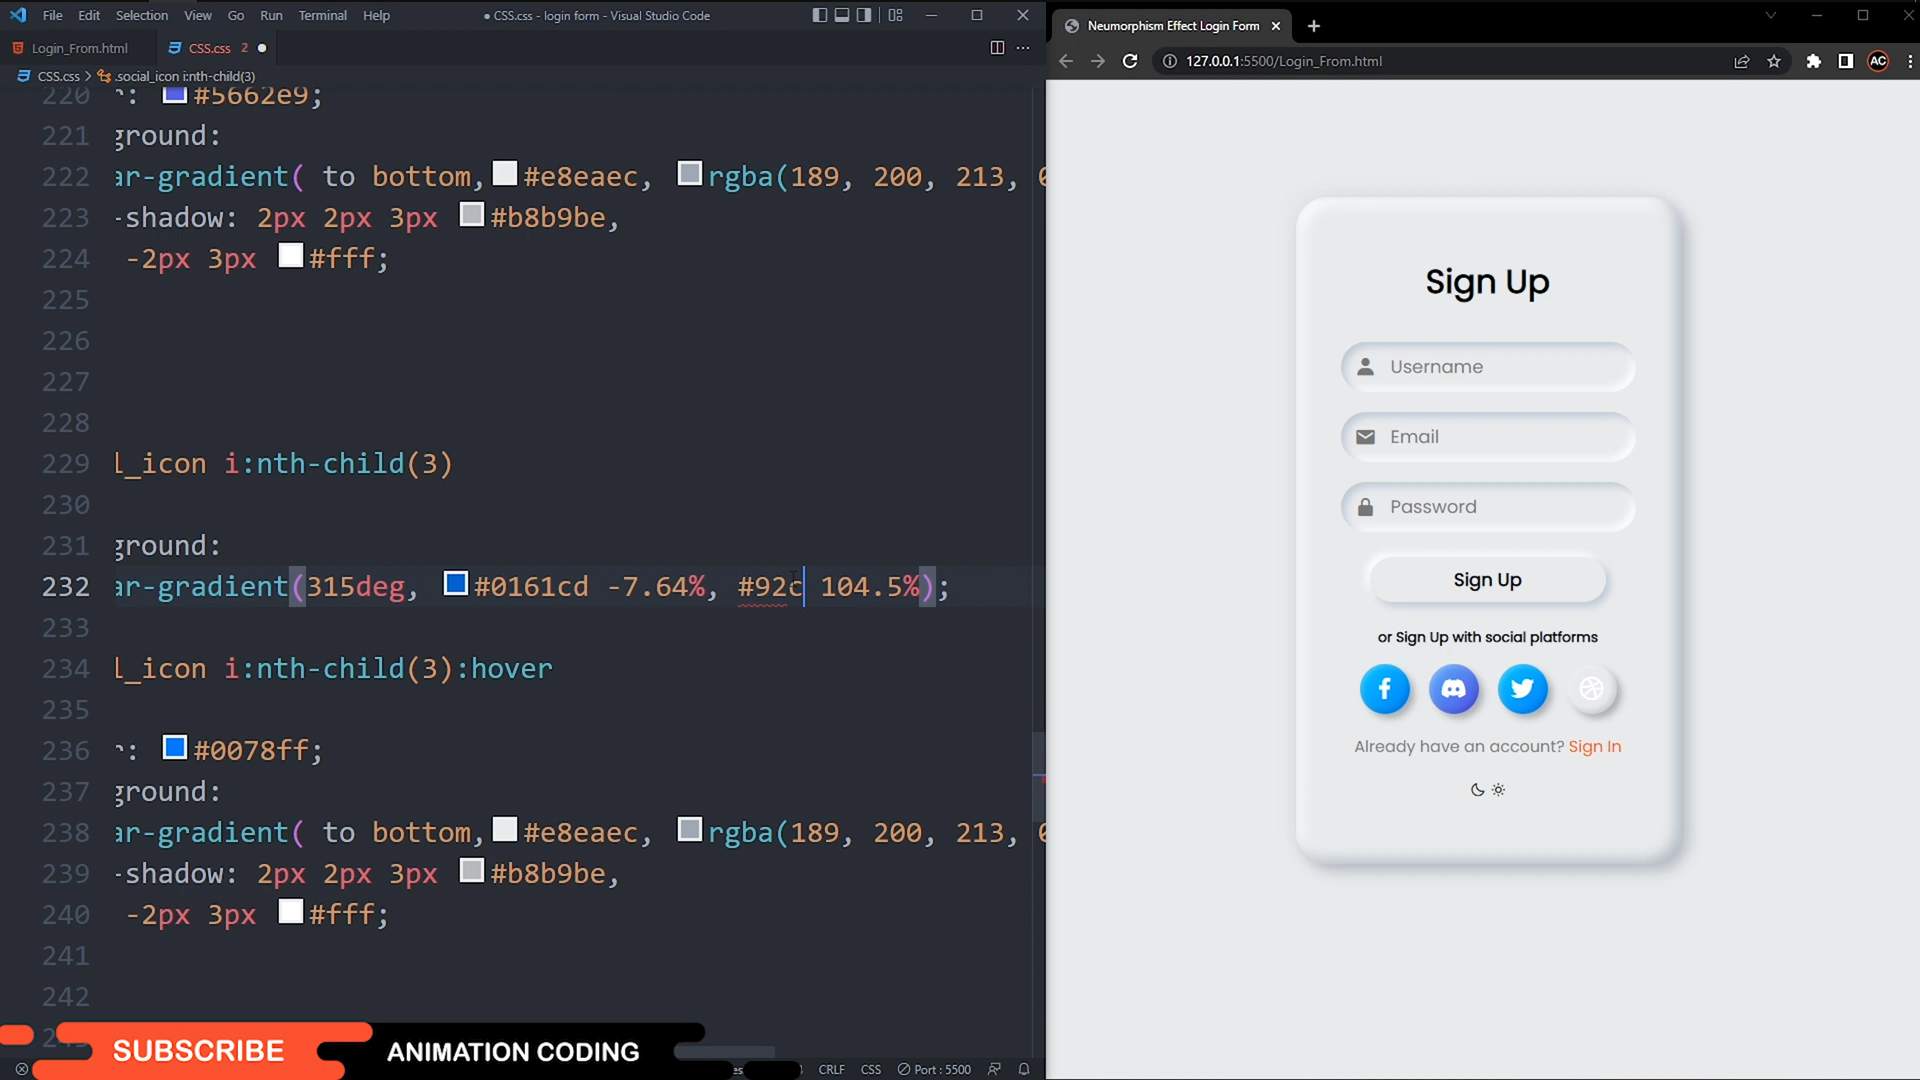 File Edit Selection View Go Run Terminal Help
● CSS.css - login form - Visual Studio Code
Login_From.html
CSS.css 2 ●
CSS.css > .social_icon i:nth-child(3)
220 r: #5662e9;
221 ground:
222 ar-gradient( to bottom, #e8eaec, rgba(189, 200, 213, 0
223 -shadow: 2px 2px 3px #b8b9be,
224 -2px 3px #fff;
225
226
227
228
229 l_icon i:nth-child(3)
230
231 ground:
232 ar-gradient(315deg, #0161cd -7.64%, #92c 104.5%);
233
234 l_icon i:nth-child(3):hover
235
236 r: #0078ff;
237 ground:
238 ar-gradient( to bottom, #e8eaec, rgba(189, 200, 213, 0
239 -shadow: 2px 2px 3px #b8b9be,
240 -2px 3px #fff;
241
242
SUBSCRIBE
ANIMATION CODING
CRLF CSS Port : 5500
Neumorphism Effect Login Form
127.0.0.1:5500/Login_From.html
AC
Sign Up
Username
Email
Password
Sign Up
or Sign Up with social platforms
Already have an account? Sign In